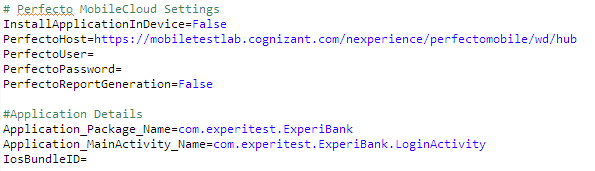 # Perfecto MobileCloud Settings
InstallApplicationInDevice=False
PerfectoHost=https://mobiletestlab.cognizant.com/nexperience/perfectomobile/wd/hub
PerfectoUser=
PerfectoPassword=
PerfectoReportGeneration=False
#Application Details
Application_Package_Name=com.experitest.ExperiBank
Application_MainActivity_Name=com.experitest.ExperiBank.LoginActivity
IosBundleID=